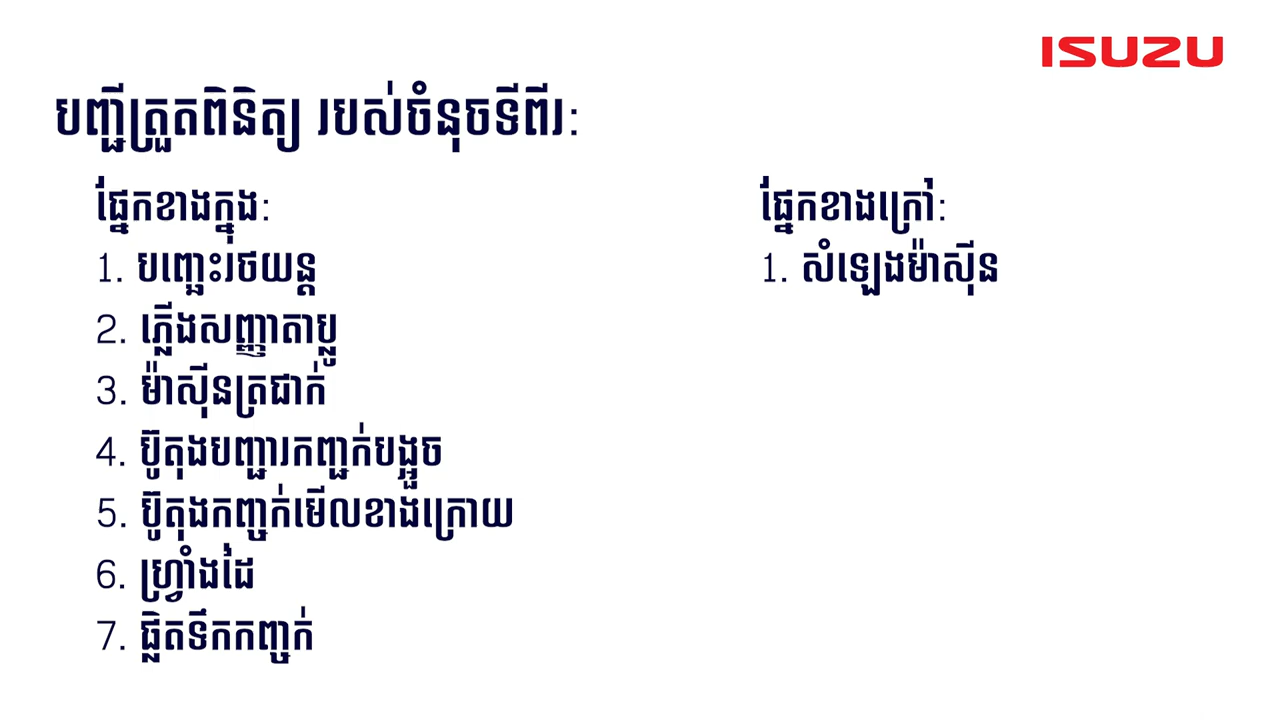 ISUZU
បញ្ជីត្រួតពិនិត្យ របស់ចំនុចទីពីរ:
ផ្នែកខាងក្នុង:
1. បញ្ឆេះរថយន្ត
2. ភ្លើងសញ្ញាតាប្លូ
3. ម៉ាស៊ីនត្រជាក់
4. ប៊ូតុងបញ្ជារកញ្ជក់បង្អួច
5. ប៊ូតុងកញ្ចក់មើលខាងក្រោយ
6. ហ្វ្រាំងដៃ
7. ផ្លិតទឹកកញ្ចក់
ផ្នែកខាងក្រៅ:
1. សំឡេងម៉ាស៊ីន